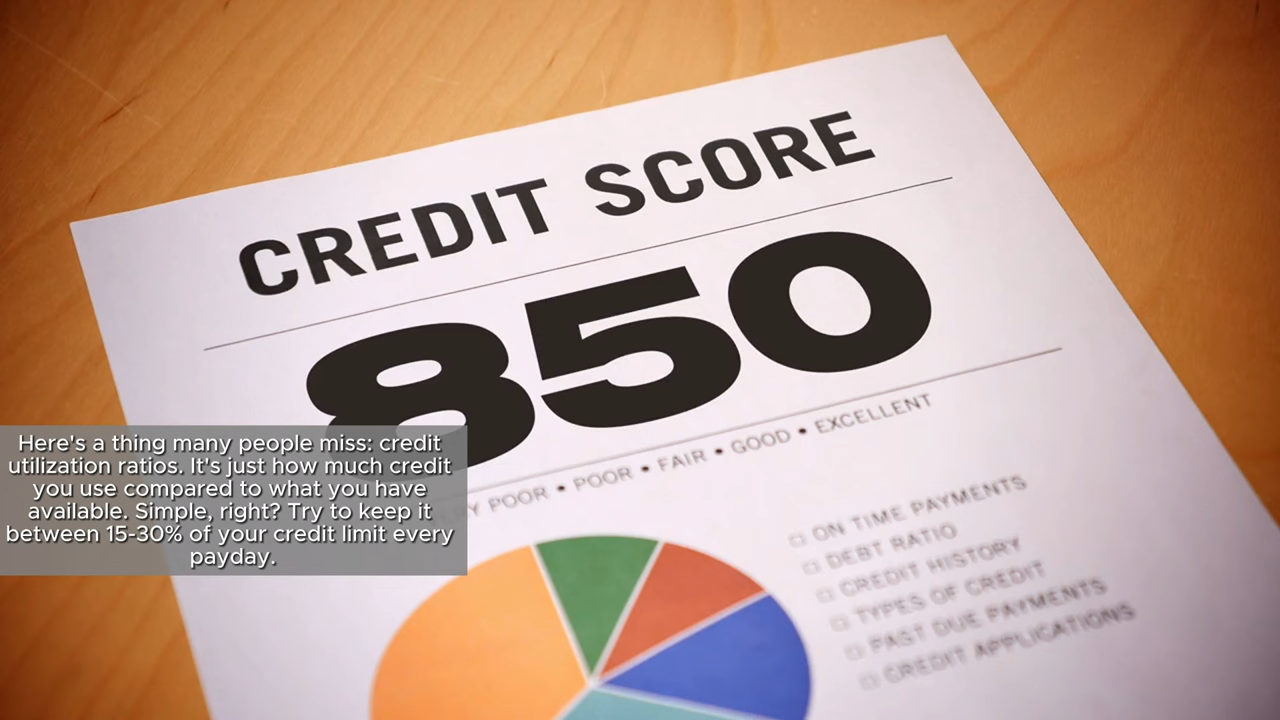 CREDIT SCORE
850
POOR • POOR • FAIR • GOOD • EXCELLENT
Here's a thing many people miss: credit
utilization ratios. It's just how much credit
you use compared to what you have
available. Simple, right? Try to keep it
between 15-30% of your credit limit every
payday.
ON TIME PAYMENTS
DEBT RATIO
CREDIT HISTORY
TYPES OF CREDIT
PAST DUE PAYMENTS
CREDIT APPLICATIONS